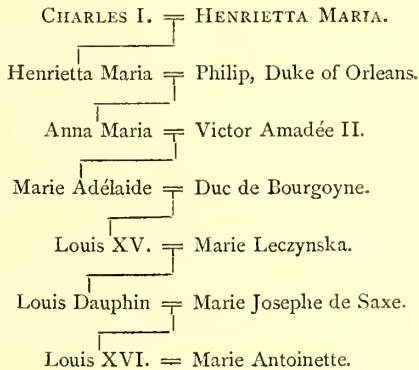 CHARLES I. = HENRIETTA MARIA.
Henrietta Maria = Philip, Duke of Orleans.
Anna Maria = Victor Amadée II.
Marie Adélaide = Duc de Bourgoyne.
Louis XV. = Marie Leczynska.
Louis Dauphin = Marie Josephe de Saxe.
Louis XVI. = Marie Antoinette.